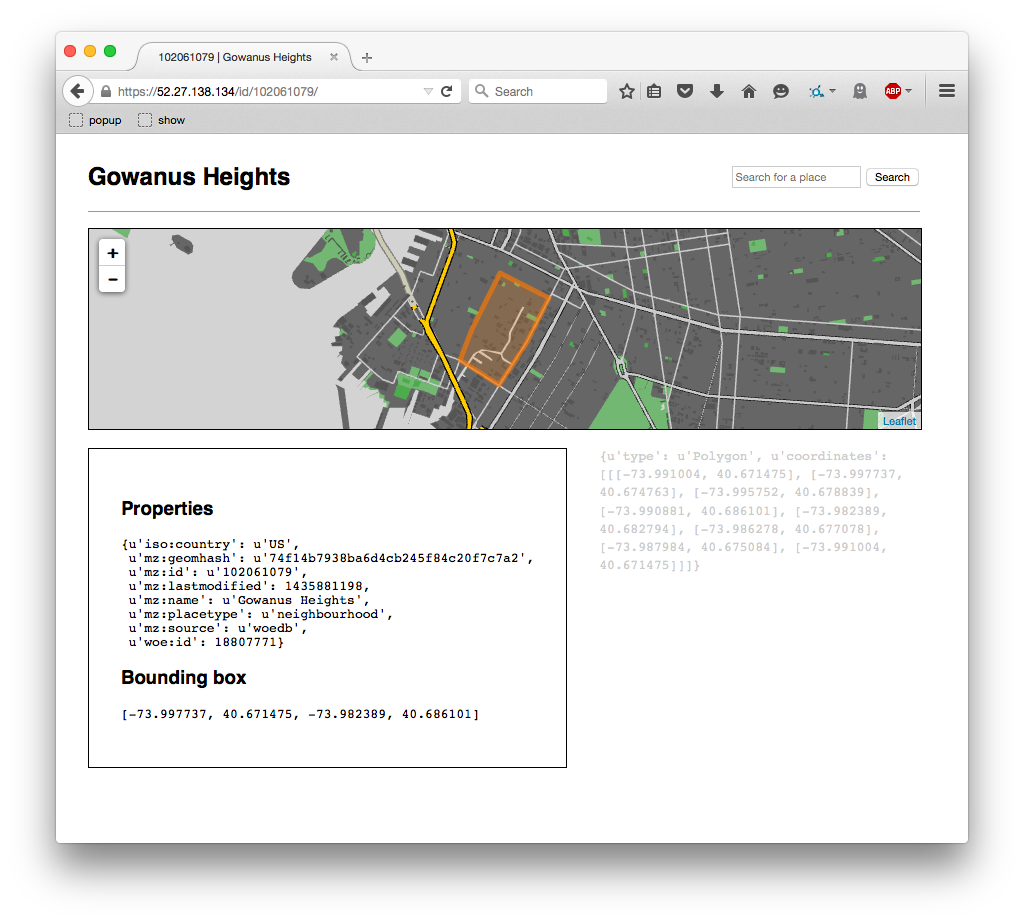 102061079 | Gowanus Heights
https://52.27.138.134/id/102061079/
Search
ABP
popup
show
Gowanus Heights
Search for a place
Search
+
−
Leaflet
Properties
{u'iso:country': u'US',
u'mz:geomhash': u'74f14b7938ba6d4cb245f84c20f7c7a2',
u'mz:id': u'102061079',
u'mz:lastmodified': 1435881198,
u'mz:name': u'Gowanus Heights',
u'mz:placetype': u'neighbourhood',
u'mz:source': u'woedb',
u'woe:id': 18807771}
Bounding box
[-73.997737, 40.671475, -73.982389, 40.686101]
{u'type': u'Polygon', u'coordinates':
[[[-73.991004, 40.671475], [-73.997737,
40.674763], [-73.995752, 40.678839],
[-73.990881, 40.686101], [-73.982389,
40.682794], [-73.986278, 40.677078],
[-73.987984, 40.675084], [-73.991004,
40.671475]]]}